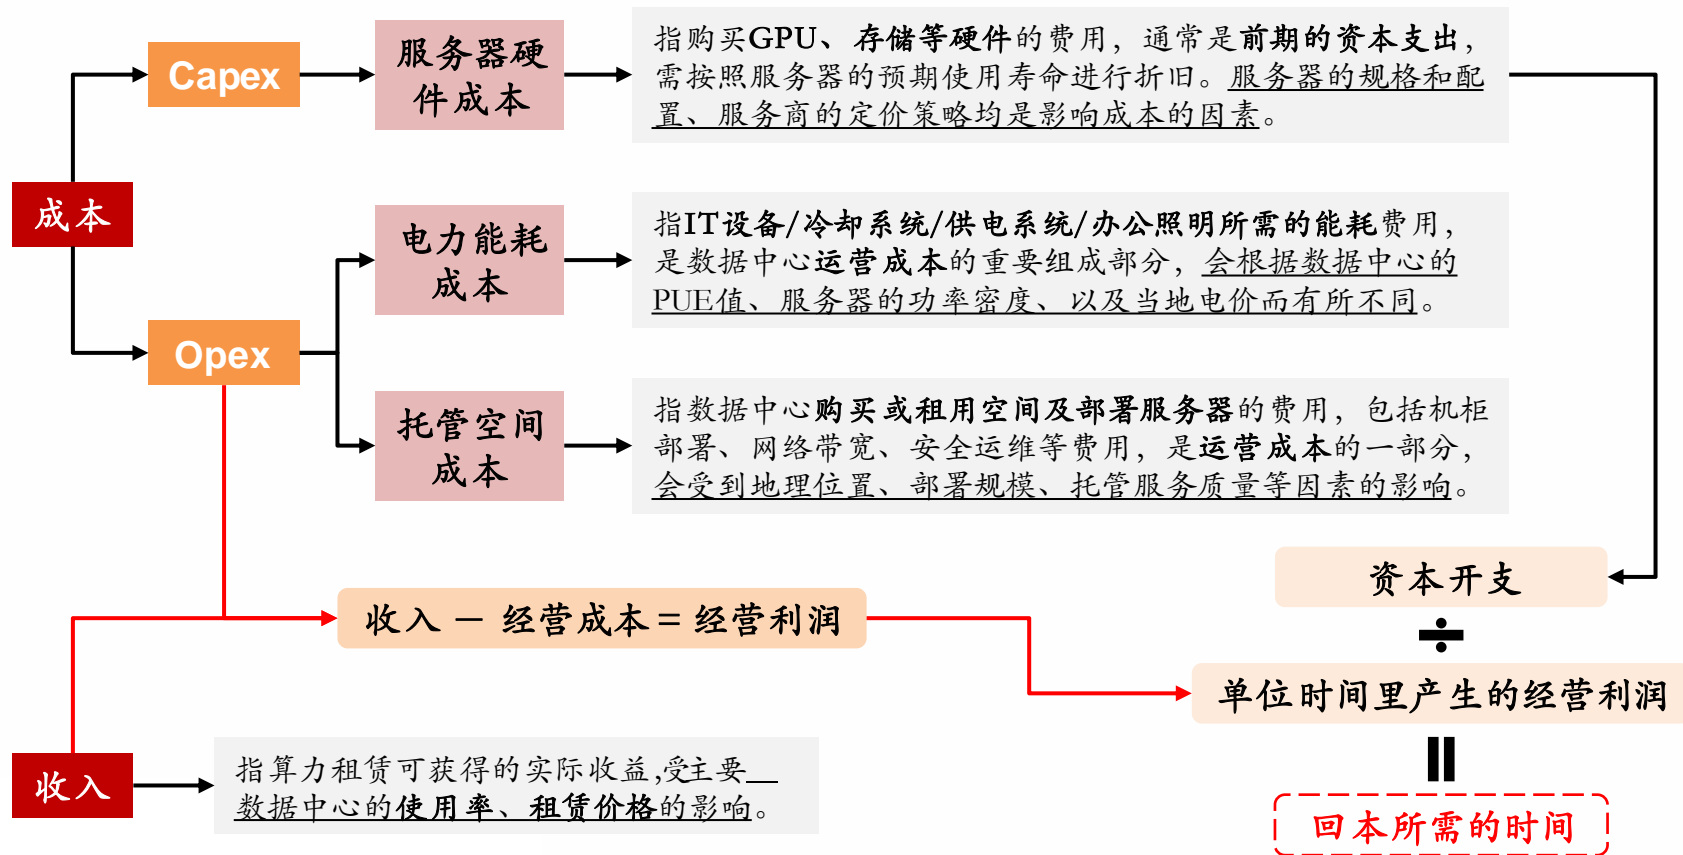 成本
Capex
服务器硬
件成本
指购买GPU、存储等硬件的费用，通常是前期的资本支出，
需按照服务器的预期使用寿命进行折旧。服务器的规格和配
置、服务商的定价策略均是影响成本的因素。
Opex
电力能耗
成本
指IT设备/冷却系统/供电系统/办公照明所需的能耗费用，
是数据中心运营成本的重要组成部分，会根据数据中心的
PUE值、服务器的功率密度、以及当地电价而有所不同。
托管空间
成本
指数据中心购买或租用空间及部署服务器的费用，包括机柜
部署、网络带宽、安全运维等费用，是运营成本的一部分，
会受到地理位置、部署规模、托管服务质量等因素的影响。
收入 － 经营成本 = 经营利润
资本开支
÷
单位时间里产生的经营利润
=
回本所需的时间
收入
指算力租赁可获得的实际收益,受主要
数据中心的使用率、租赁价格的影响。